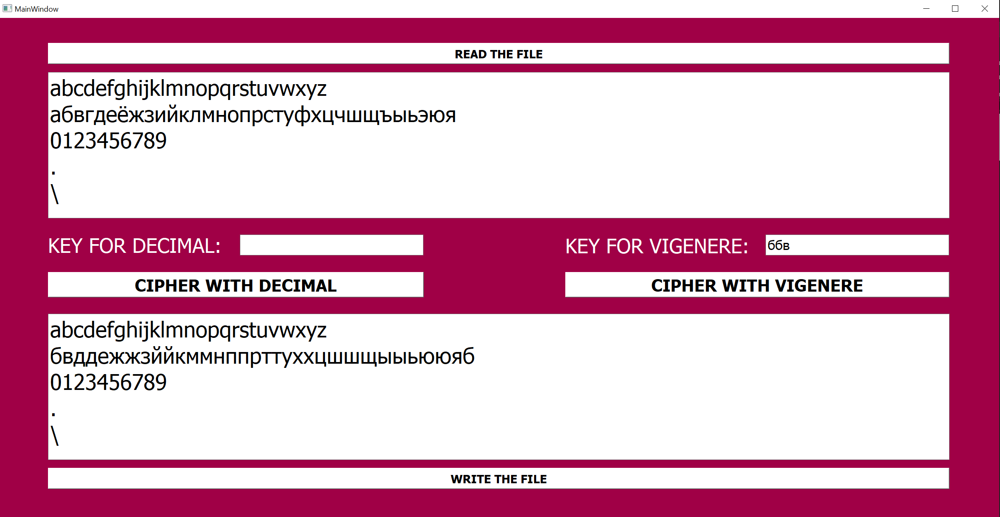 MainWindow
READ THE FILE
abcdefghijklmnopqrstuvwxyz
абвгдеёжзийклмнопрстуфхцчшщъыьэюя
0123456789
.
\
KEY FOR DECIMAL:
KEY FOR VIGENERE: ббв
CIPHER WITH DECIMAL
CIPHER WITH VIGENERE
abcdefghijklmnopqrstuvwxyz
бвддежжзййкммнппрттуххцшшщыыьююяб
0123456789
.
\
WRITE THE FILE